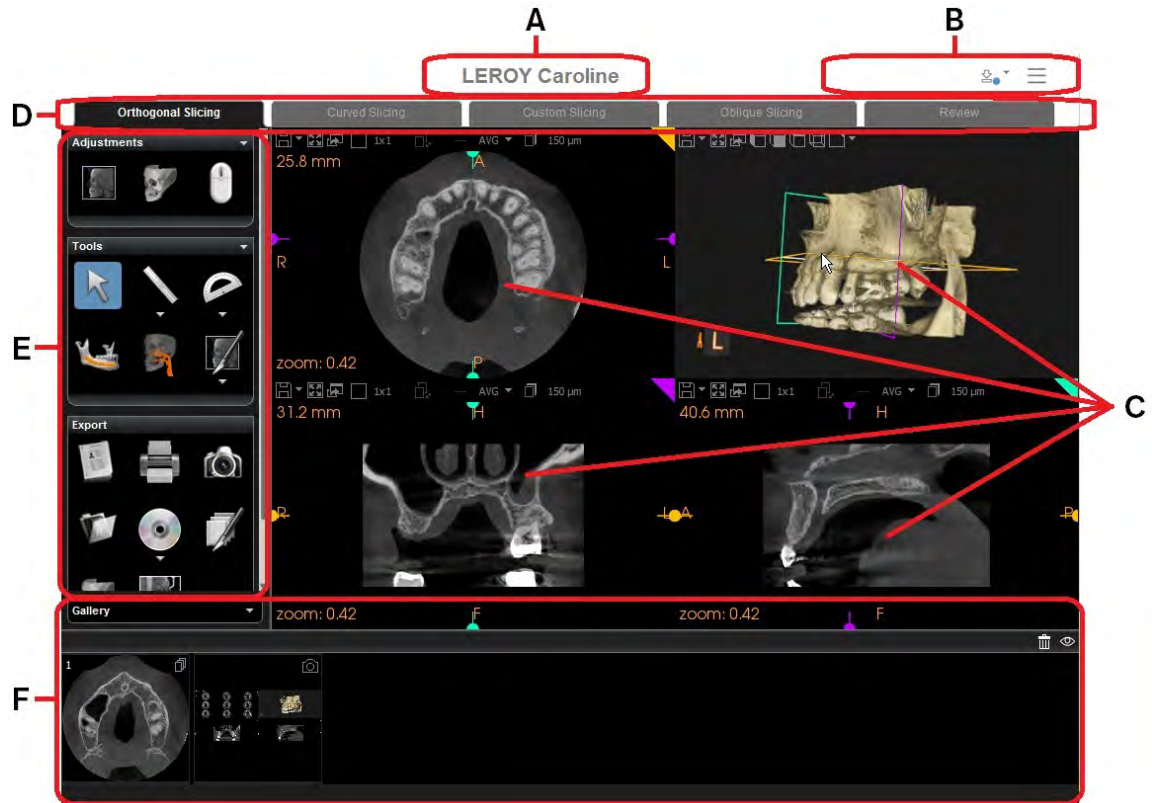 A
B
LEROY Caroline
D
Orthogonal Slicing
Curved Slicing
Custom Slicing
Oblique Slicing
Review
Adjustments
1x1
AVG
150 µm
25.8 mm
A
R
L
zoom: 0.42
P
L
Tools
E
C
1x1
AVG
150 µm
1x1
AVG
150 µm
31.2 mm
H
40.6 mm
H
Export
R
L
A
P
Gallery
zoom: 0.42
F
zoom: 0.42
F
F
1